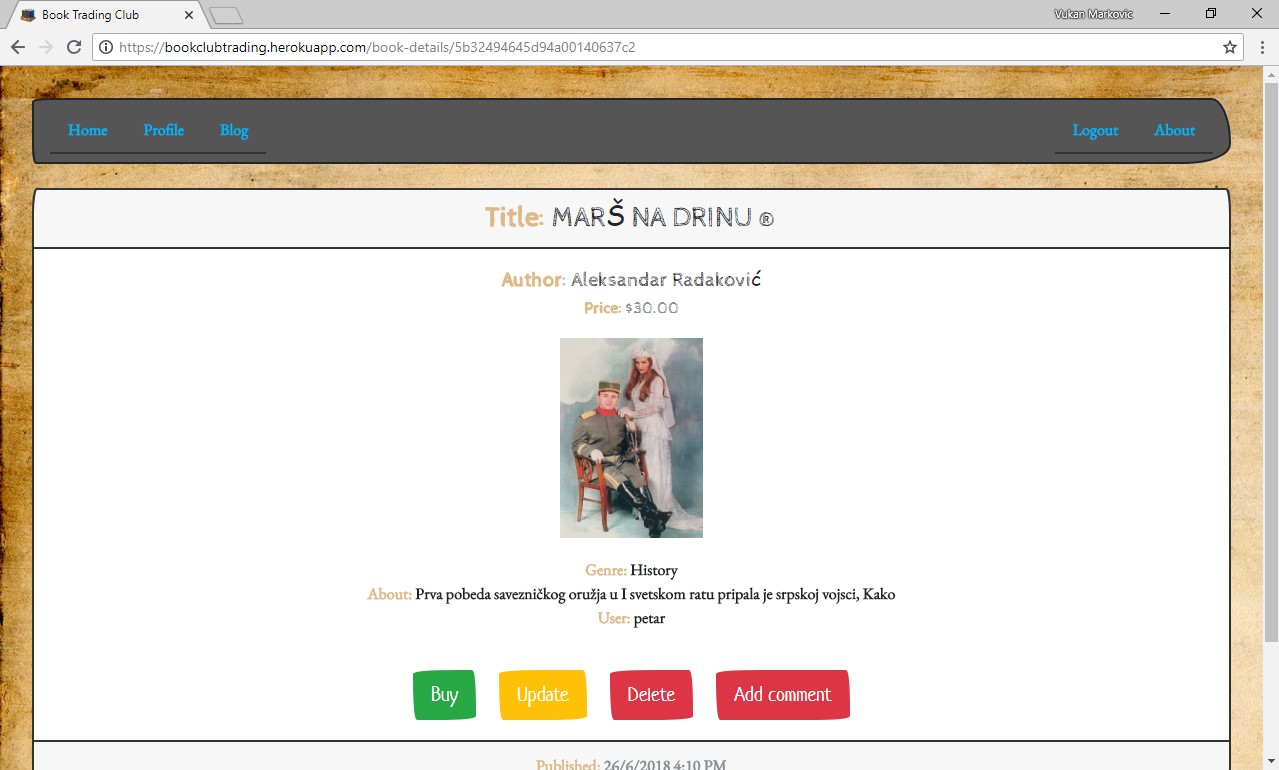 Book Trading Club
Vukan Markovic
https://bookclubtrading.herokuapp.com/book-details/5b32494645d94a00140637c2
Home Profile Blog Logout About
Title: MARŠ NA DRINU ®
Author: Aleksandar Radaković
Price: $30.00
Genre: History
About: Prva pobeda savezničkog oružja u I svetskom ratu pripala je srpskoj vojsci, Kako
User: petar
Buy Update Delete Add comment
Published: 26/6/2018 4:10 PM